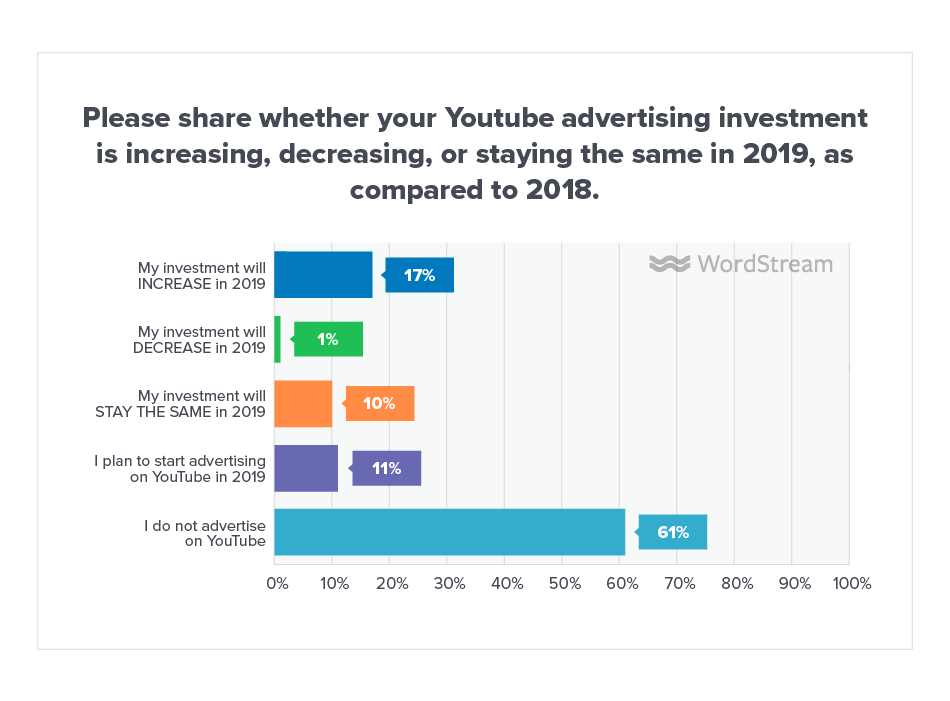 Please share whether your Youtube advertising investment
is increasing, decreasing, or staying the same in 2019, as
compared to 2018.
WordStream
My investment will
INCREASE in 2019
17%
My investment will
DECREASE in 2019
1%
My investment will
STAY THE SAME in 2019
10%
I plan to start advertising
on YouTube in 2019
11%
I do not advertise
on YouTube
61%
0% 10% 20% 30% 40% 50% 60% 70% 80% 90% 100%